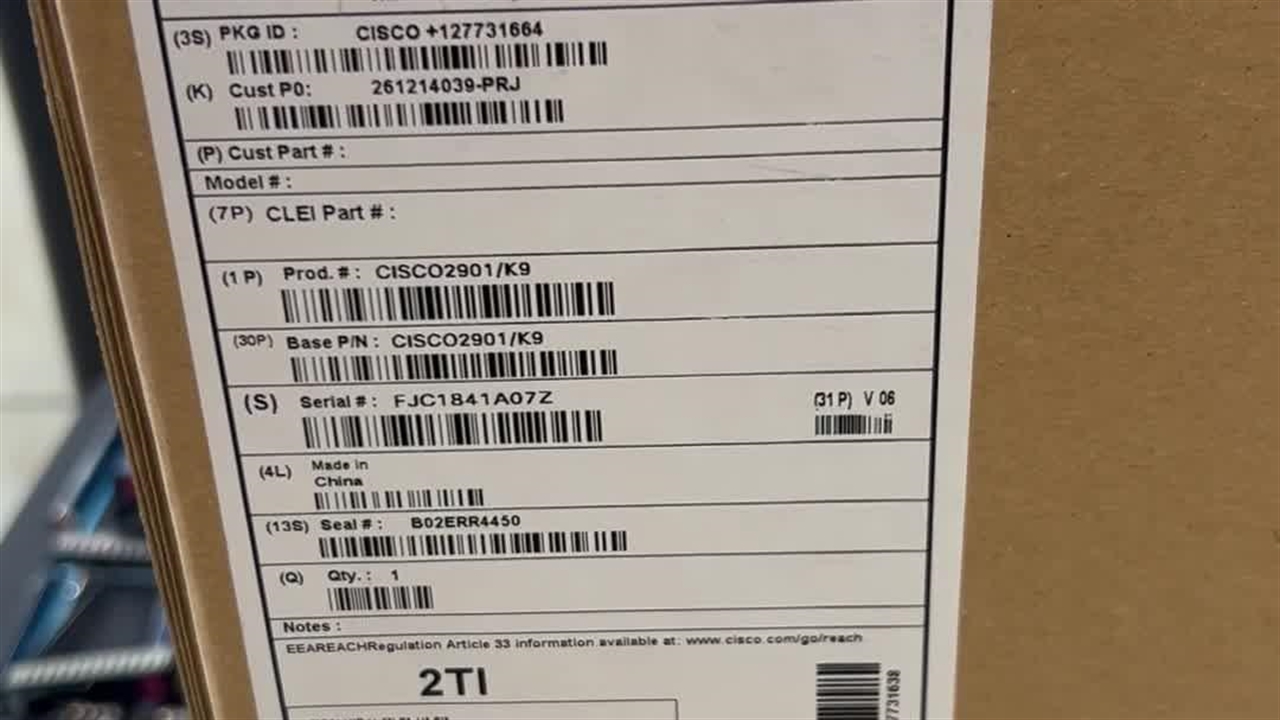 (3S) PKG ID : CISCO +127731664
(K) Cust P0: 261214039-PRJ
(P) Cust Part # :
Model # :
(7P) CLEI Part # :
(1 P) Prod. # : CISCO2901/K9
(30P) Base P/N : CISCO2901/K9
(S) Serial # : FJC1841A07Z (31 P) V 06
(4L) Made in
China
(13S) Seal # : B02ERR4450
(Q) Qty. : 1
Notes :
EEAREACHRegulation Article 33 information available at: www.cisco.com/go/reach
2TI